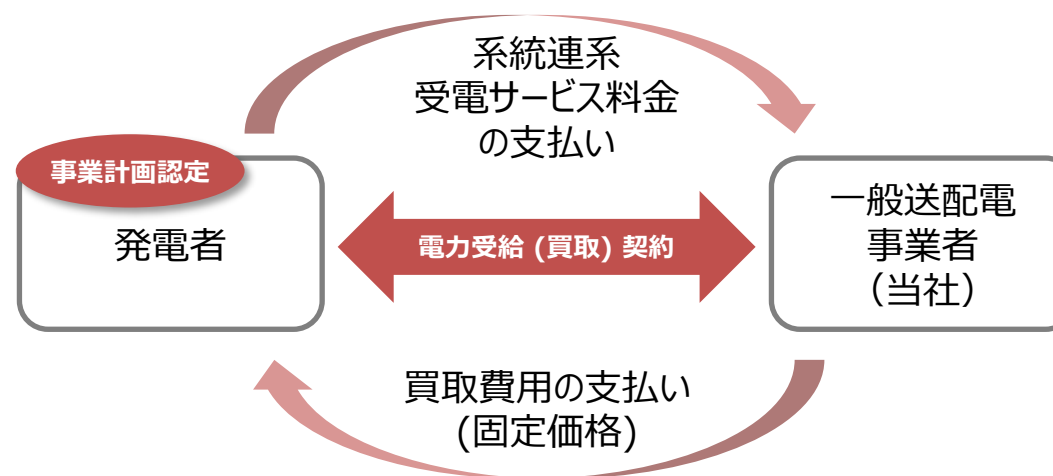 系統連系
受電サービス料金
の支払い
事業計画認定
発電者
電力受給 (買取) 契約
一般送配電
事業者
（当社）
買取費用の支払い
(固定価格)